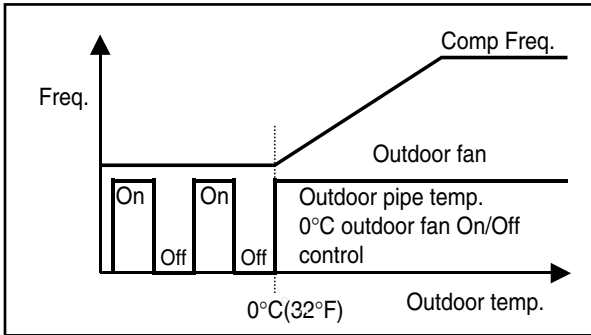 Comp Freq.
Freq.
Outdoor fan
On
On
Outdoor pipe temp.
0°C outdoor fan On/Off
control
Off
Off
0°C(32°F)
Outdoor temp.